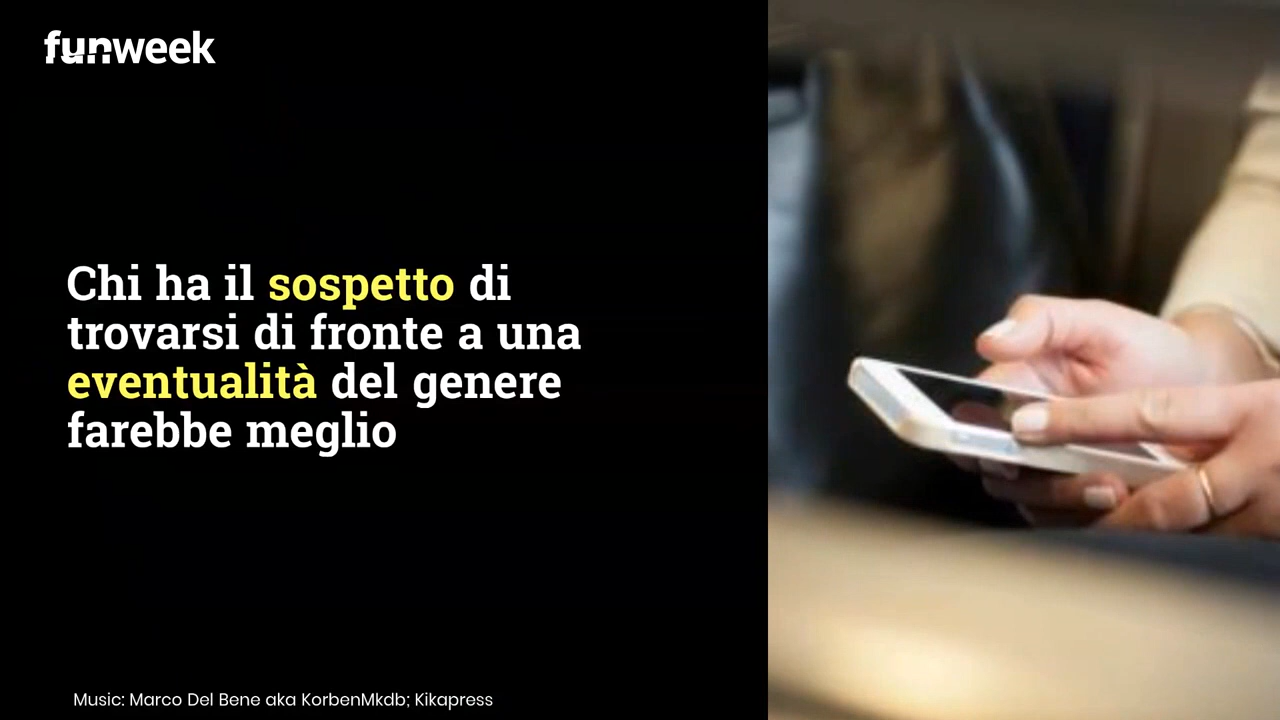 funweek
Chi ha il sospetto di
trovarsi di fronte a una
eventualità del genere
farebbe meglio
Music: Marco Del Bene aka KorbenMkdb; Kikapress